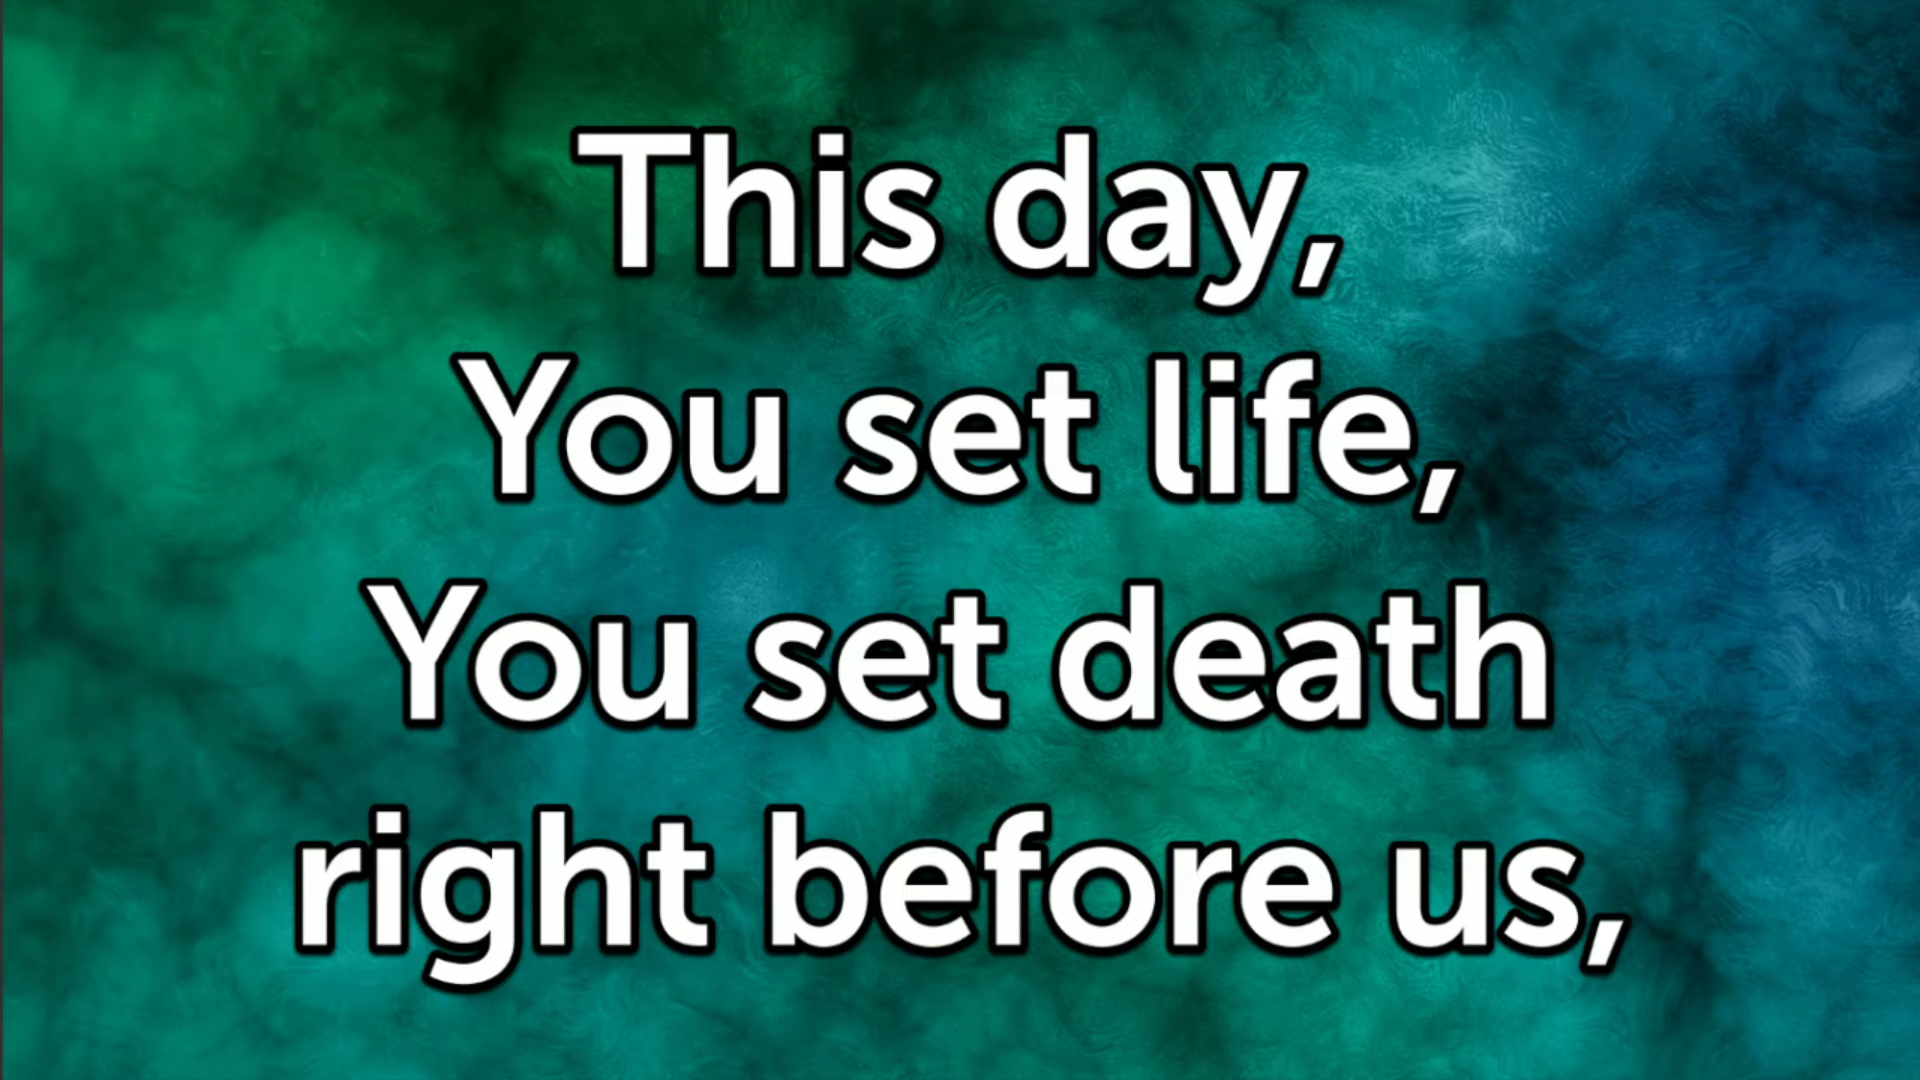 This day,
You set life,
You set death
right before us,